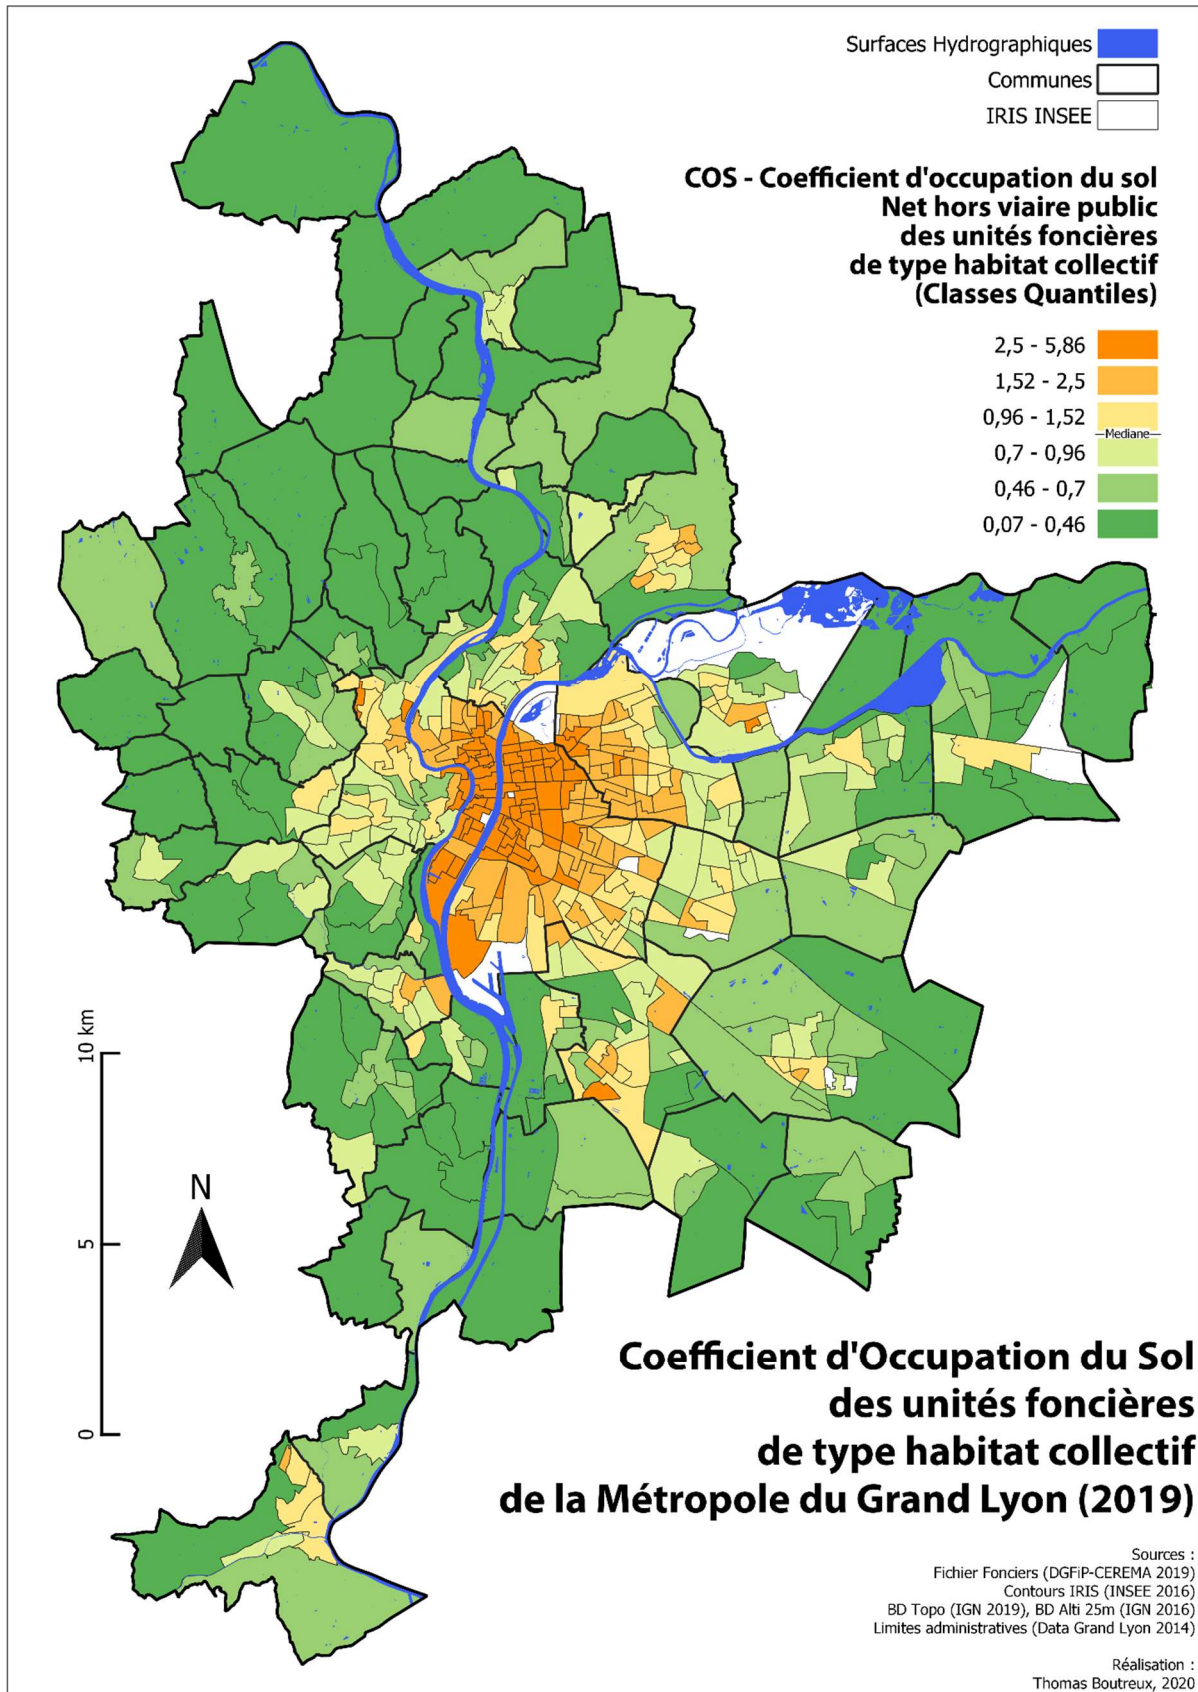 Surfaces Hydrographiques
Communes
IRIS INSEE
COS - Coefficient d'occupation du sol
Net hors viaire public
des unités foncières
de type habitat collectif
(Classes Quantiles)
2,5 - 5,86
1,52 - 2,5
0,96 - 1,52
Mediane
0,7 - 0,96
0,46 - 0,7
0,07 - 0,46
10 km
5
0
N
Coefficient d'Occupation du Sol
des unités foncières
de type habitat collectif
de la Métropole du Grand Lyon (2019)
Sources :
Fichier Fonciers (DGFiP-CEREMA 2019)
Contours IRIS (INSEE 2016)
BD Topo (IGN 2019), BD Alti 25m (IGN 2016)
Limites administratives (Data Grand Lyon 2014)
Réalisation :
Thomas Boutreux, 2020